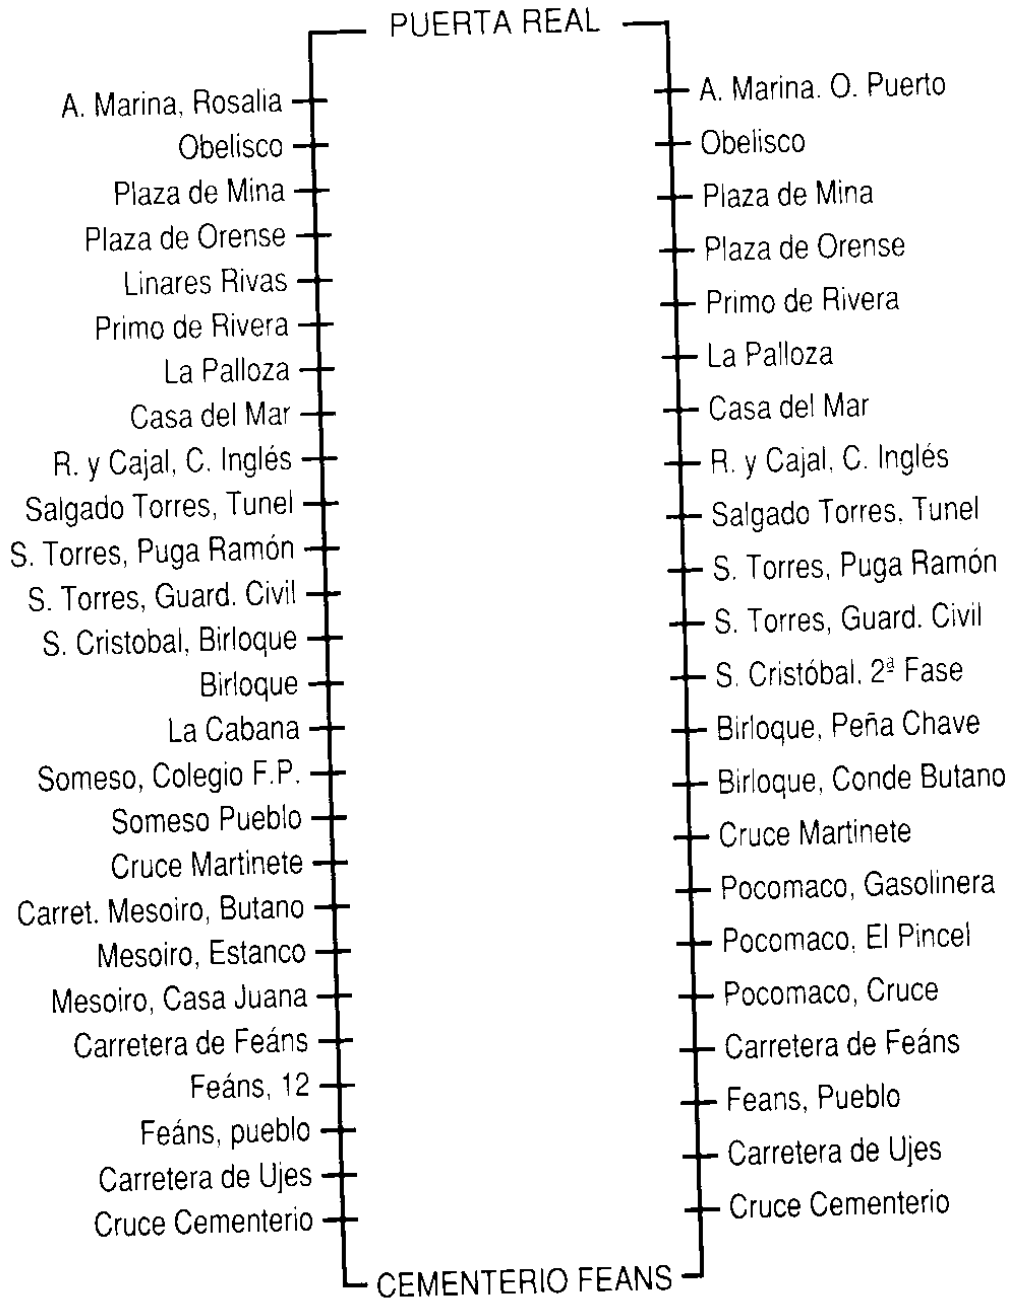 PUERTA REAL
A. Marina, Rosalia
Obelisco
Plaza de Mina
Plaza de Orense
Linares Rivas
Primo de Rivera
La Palloza
Casa del Mar
R. y Cajal, C. Inglés
Salgado Torres, Tunel
S. Torres, Puga Ramón
S. Torres, Guard. Civil
S. Cristobal, Birloque
Birloque
La Cabana
Someso, Colegio F.P.
Someso Pueblo
Cruce Martinete
Carret. Mesoiro, Butano
Mesoiro, Estanco
Mesoiro, Casa Juana
Carretera de Feáns
Feáns, 12
Feáns, pueblo
Carretera de Ujes
Cruce Cementerio
A. Marina. O. Puerto
Obelisco
Plaza de Mina
Plaza de Orense
Primo de Rivera
La Palloza
Casa del Mar
R. y Cajal, C. Inglés
Salgado Torres, Tunel
S. Torres, Puga Ramón
S. Torres, Guard. Civil
S. Cristóbal. 2ª Fase
Birloque, Peña Chave
Birloque, Conde Butano
Cruce Martinete
Pocomaco, Gasolinera
Pocomaco, El Pincel
Pocomaco, Cruce
Carretera de Feáns
Feans, Pueblo
Carretera de Ujes
Cruce Cementerio
CEMENTERIO FEANS